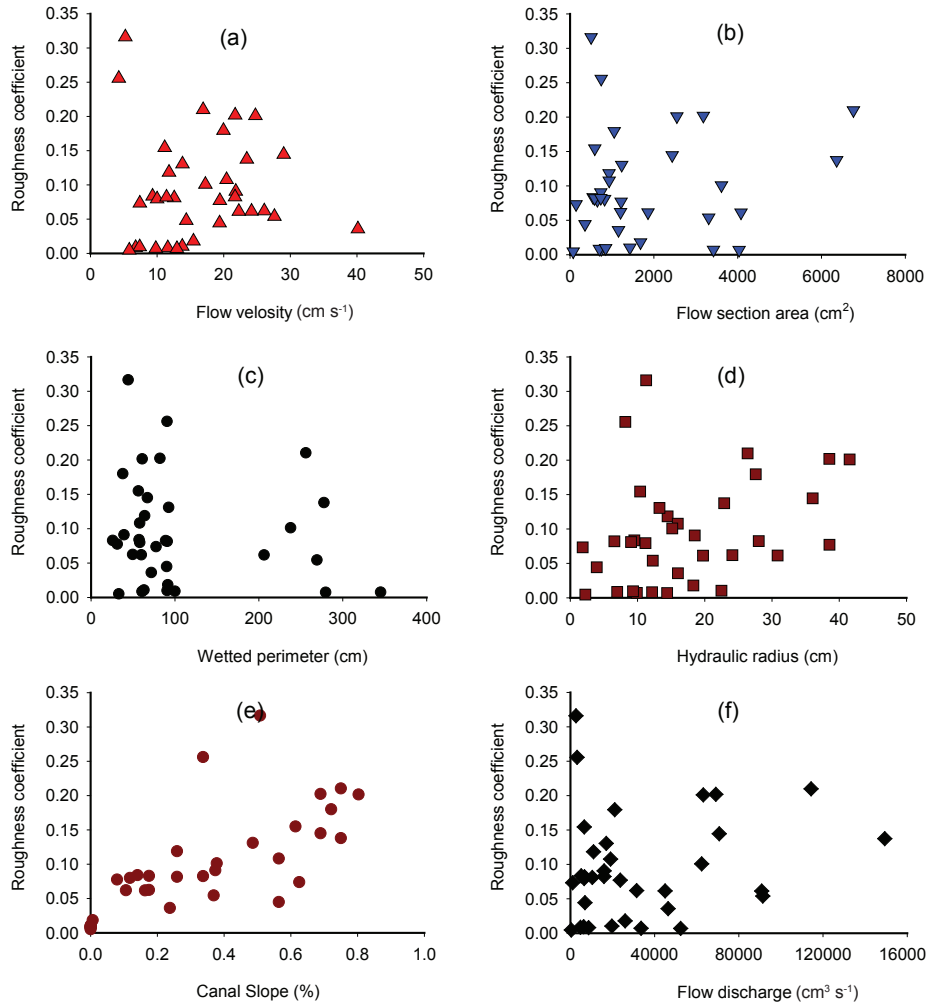 (a)
Roughness coefficient
0.35
0.30
0.25
0.20
0.15
0.10
0.05
0.00
0 10 20 30 40 50
Flow velosity (cm s⁻¹)
(b)
Roughness coefficient
0.35
0.30
0.25
0.20
0.15
0.10
0.05
0.00
0 2000 4000 6000 8000
Flow section area (cm²)
(c)
Roughness coefficient
0.35
0.30
0.25
0.20
0.15
0.10
0.05
0.00
0 100 200 300 400
Wetted perimeter (cm)
(d)
Roughness coefficient
0.35
0.30
0.25
0.20
0.15
0.10
0.05
0.00
0 10 20 30 40 50
Hydraulic radius (cm)
(e)
Roughness coefficient
0.35
0.30
0.25
0.20
0.15
0.10
0.05
0.00
0.0 0.2 0.4 0.6 0.8 1.0
Canal Slope (%)
(f)
Roughness coefficient
0.35
0.30
0.25
0.20
0.15
0.10
0.05
0.00
0 40000 80000 12000 16000
Flow discharge (cm³ s⁻¹)